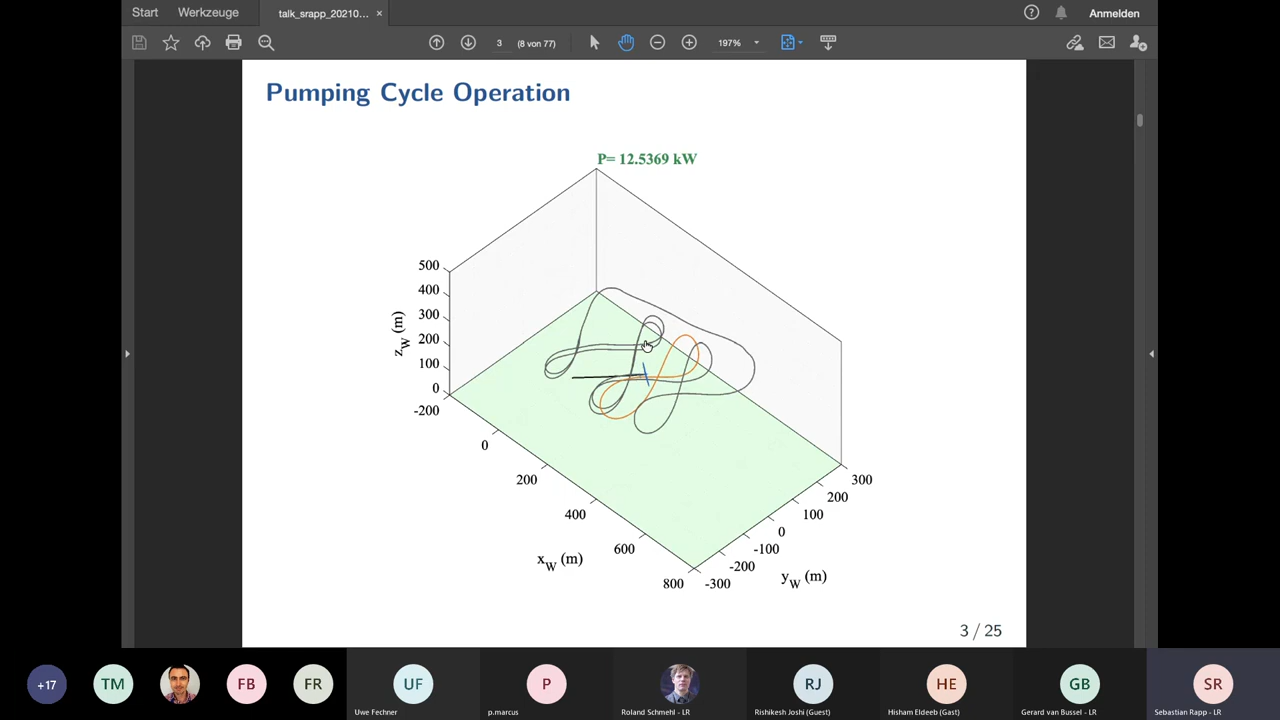 Start Werkzeuge talk_srapp_20210... × Anmelden
3 (8 von 77) 197%
Pumping Cycle Operation
P= 12.5369 kW
500
400
300
200
100
0
-200
0
200
400
600
800
z_W (m)
x_W (m)
300
200
100
0
-100
-200
-300
y_W (m)
3 / 25
+17 TM FB FR UF P RJ HE GB SR
Uwe Fechner p.marcus Roland Schmehl - LR Rishikesh Joshi (Guest) Hisham Eldeeb (Gast) Gerard van Bussel - LR Sebastian Rapp - LR